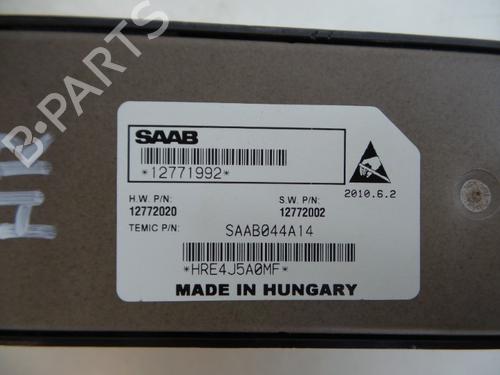 B-PARTS
SAAB
*12771992*
2010.6.2
H.W. P/N: S.W. P/N:
12772020 12772002
TEMIC P/N: SAAB044A14
*HRE4J5A0MF*
MADE IN HUNGARY